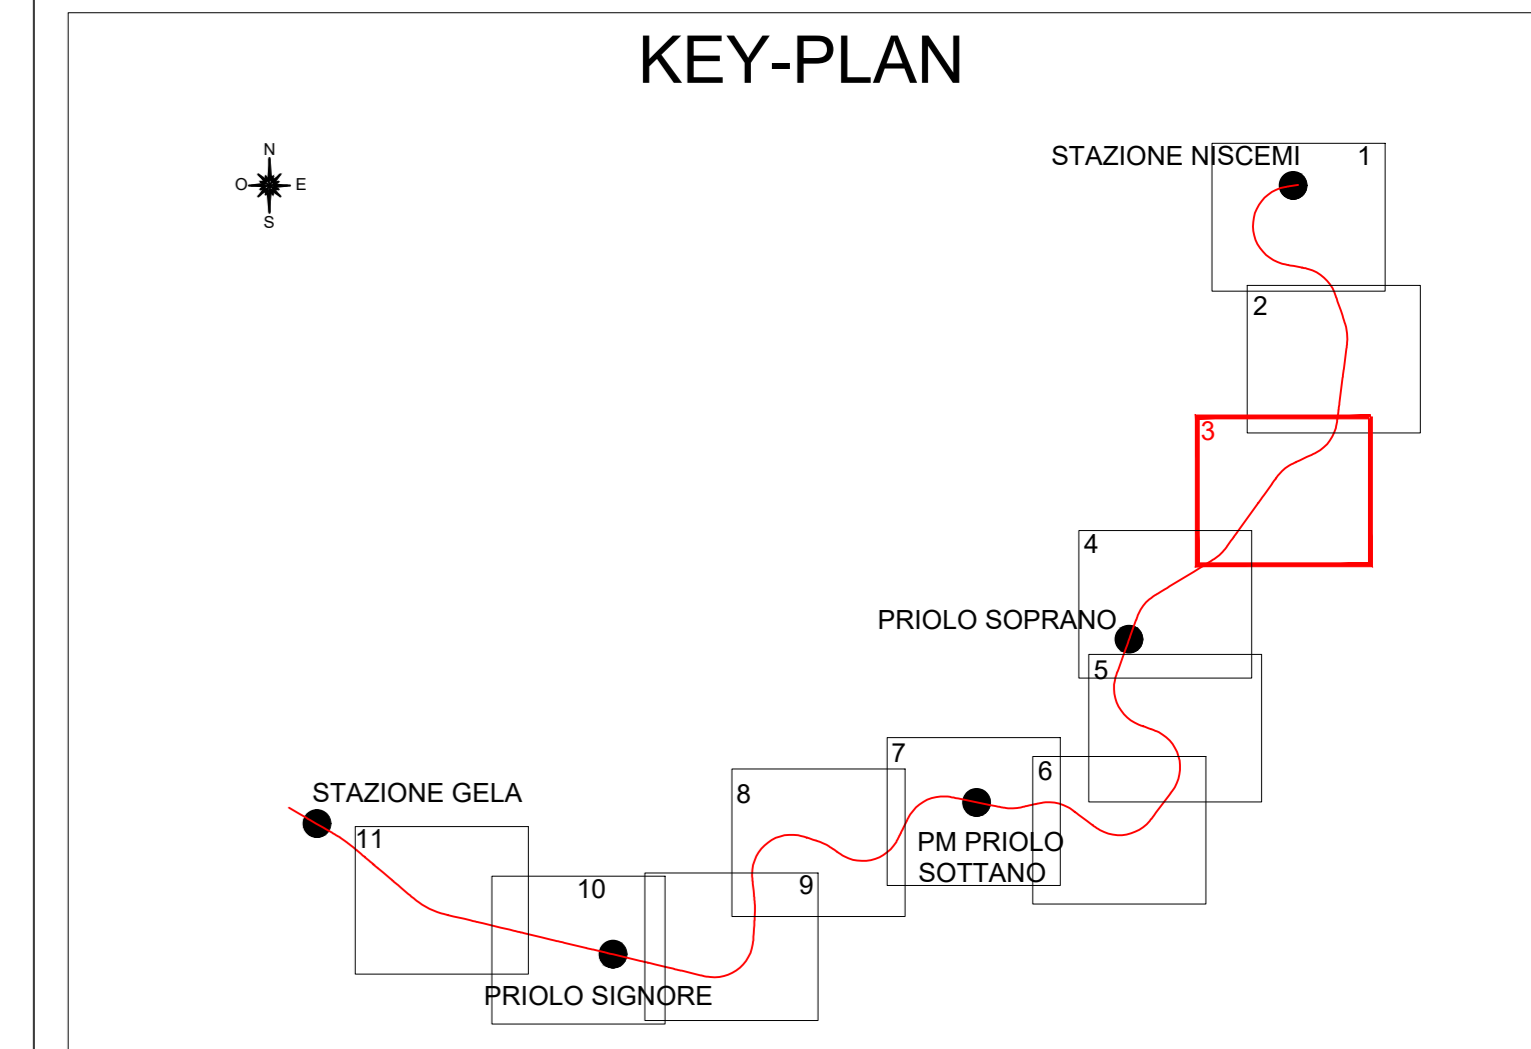 KEY-PLAN
N
O E
S
STAZIONE NISCEMI 1
2
3
4
PRIOLO SOPRANO
5
6
7
PM PRIOLO
SOTTANO
8
9
10
PRIOLO SIGNORE
STAZIONE GELA
11